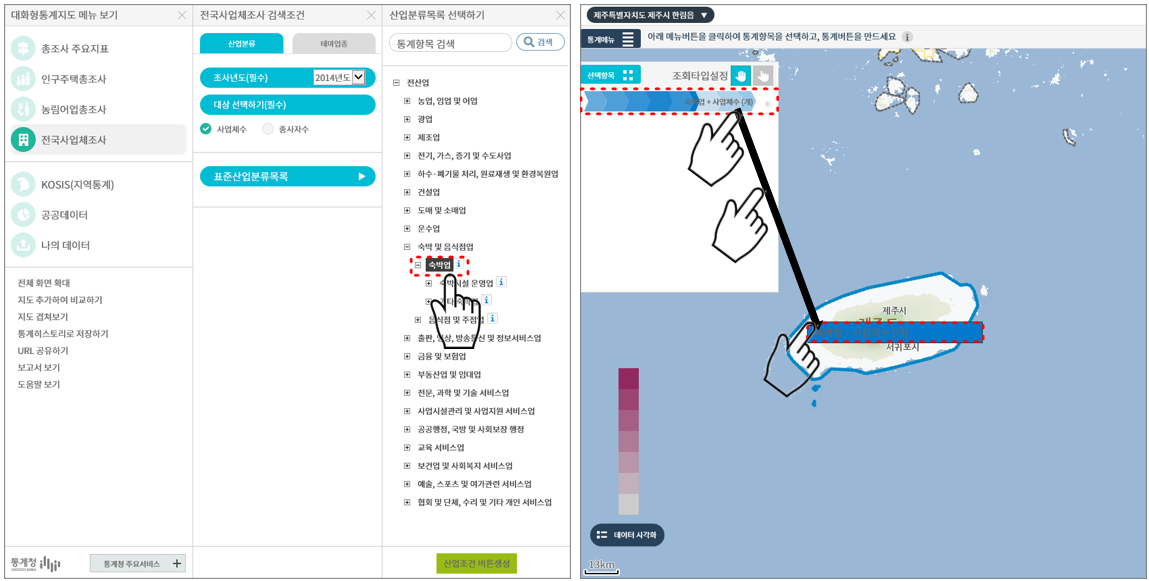 대화형통계지도 메뉴 보기
총조사 주요지표
인구주택총조사
농림어업총조사
전국사업체조사
KOSIS(지역통계)
공공데이터
나의 데이터
전체 화면 확대
지도 추가하여 비교하기
지도 겹쳐보기
통계히스토리로 저장하기
URL 공유하기
보고서 보기
도움말 보기
통계청
통계청 주요서비스 +
전국사업체조사 검색조건
산업분류
테마업종
조사년도(필수) 2014년도
대상 선택하기(필수)
사업체수 종사자수
표준산업분류목록
산업분류목록 선택하기
통계항목 검색 검색
전산업
농업, 임업 및 어업
광업
제조업
전기, 가스, 증기 및 수도사업
하수·폐기물 처리, 원료재생 및 환경복원업
건설업
도매 및 소매업
운수업
숙박 및 음식점업
숙박업
숙박시설 운영업
음식점 및 주점업
출판, 영상, 방송통신 및 정보서비스업
금융 및 보험업
부동산업 및 임대업
전문, 과학 및 기술 서비스업
사업시설관리 및 사업지원 서비스업
공공행정, 국방 및 사회보장 행정
교육 서비스업
보건업 및 사회복지 서비스업
예술, 스포츠 및 여가관련 서비스업
협회 및 단체, 수리 및 기타 개인 서비스업
산업조건 버튼생성
제주특별자치도 제주시 한림읍
통계메뉴
아래 메뉴버튼을 클릭하여 통계항목을 선택하고, 통계버튼을 만드세요
선택항목
조회타입설정
숙박업 + 사업체수 (개)
제주시
서귀포시
데이터 시각화
13km